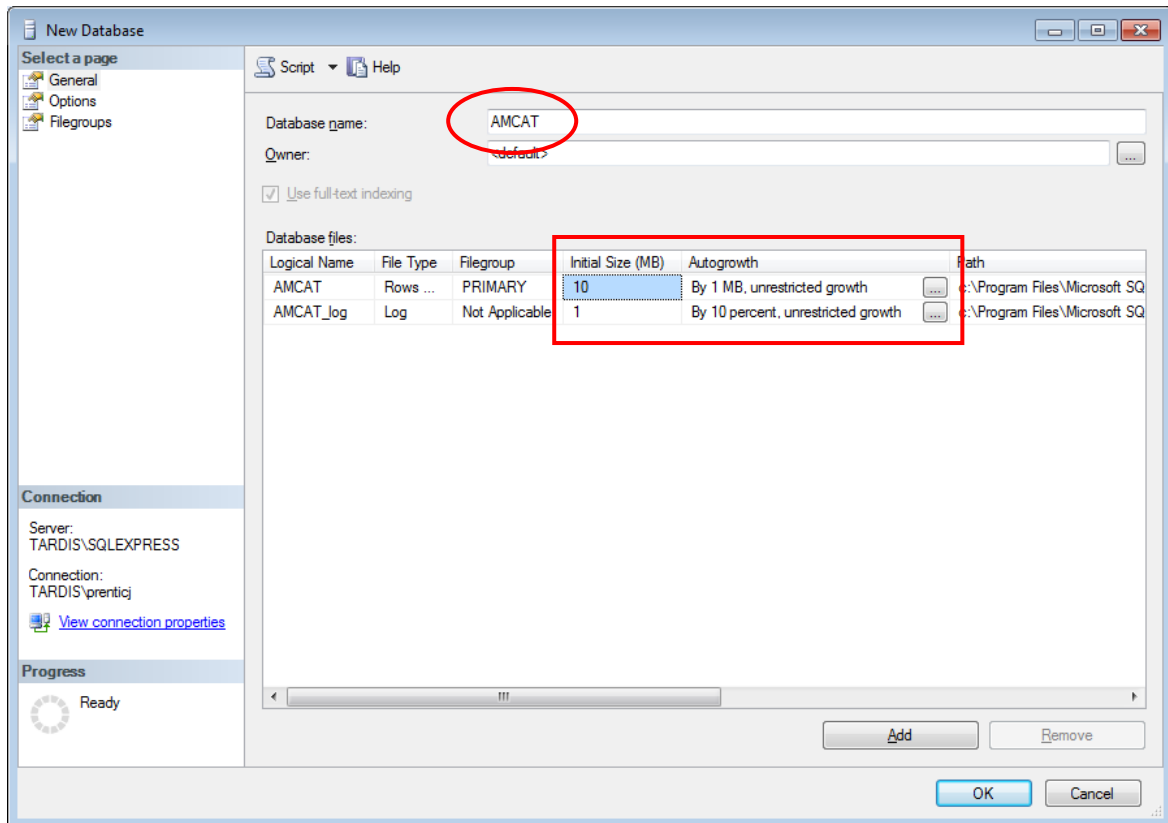 New Database
Select a page
General
Options
Filegroups
Script Help
Database name: AMCAT
Owner: <default> ...
Use full-text indexing
Database files:
Logical Name File Type Filegroup Initial Size (MB) Autogrowth Path
AMCAT Rows ... PRIMARY 10 By 1 MB, unrestricted growth ... c:\Program Files\Microsoft SQ
AMCAT_log Log Not Applicable 1 By 10 percent, unrestricted growth ... c:\Program Files\Microsoft SQ
Connection
Server:
TARDIS\SQLEXPRESS
Connection:
TARDIS\prenticj
View connection properties
Progress
Ready
Add Remove
OK Cancel